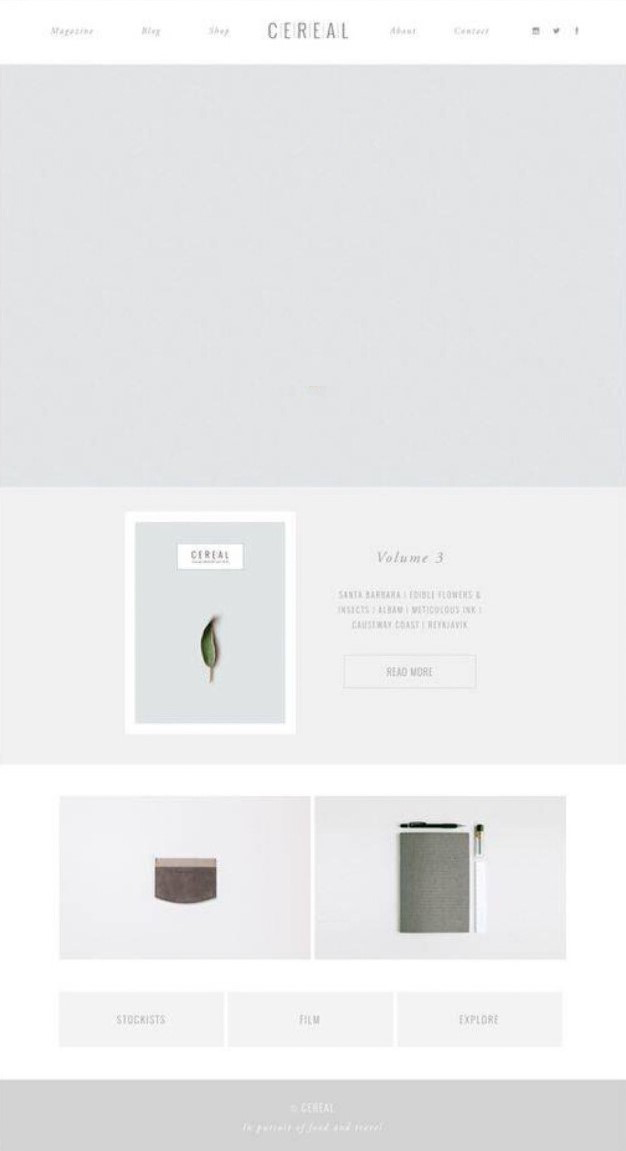 Magazine
Blog
Shop
CEREAL
About
Contact
CEREAL
Volume 3
SANTA BARBARA | EDIBLE FLOWERS &
INSECTS | ALBAM | METICULOUS INK |
CAUSEWAY COAST | REYKJAVIK
READ MORE
STOCKISTS
FILM
EXPLORE
© CEREAL
In pursuit of food and travel